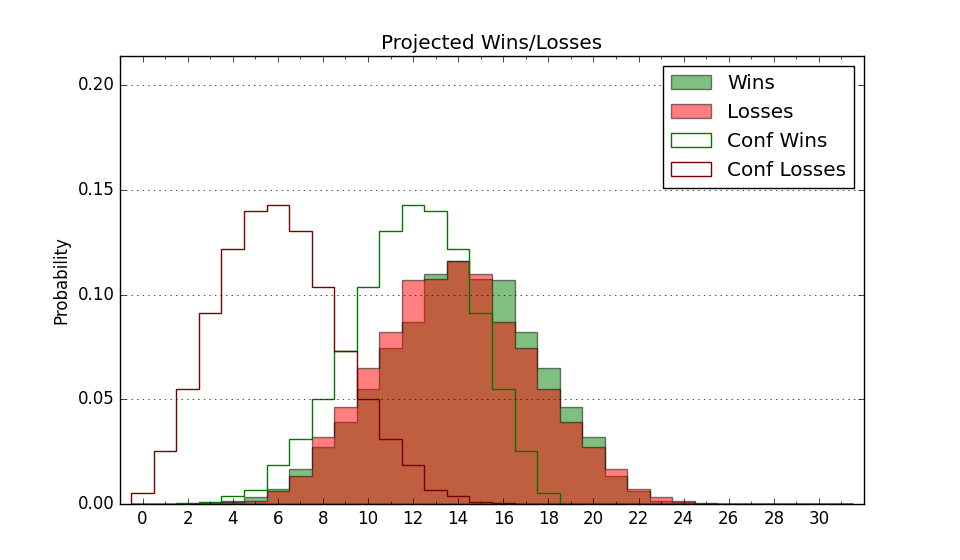 Projected Wins/Losses
0.20
0.15
0.10
0.05
0.00
Probability
Wins
Losses
Conf Wins
Conf Losses
0 2 4 6 8 10 12 14 16 18 20 22 24 26 28 30